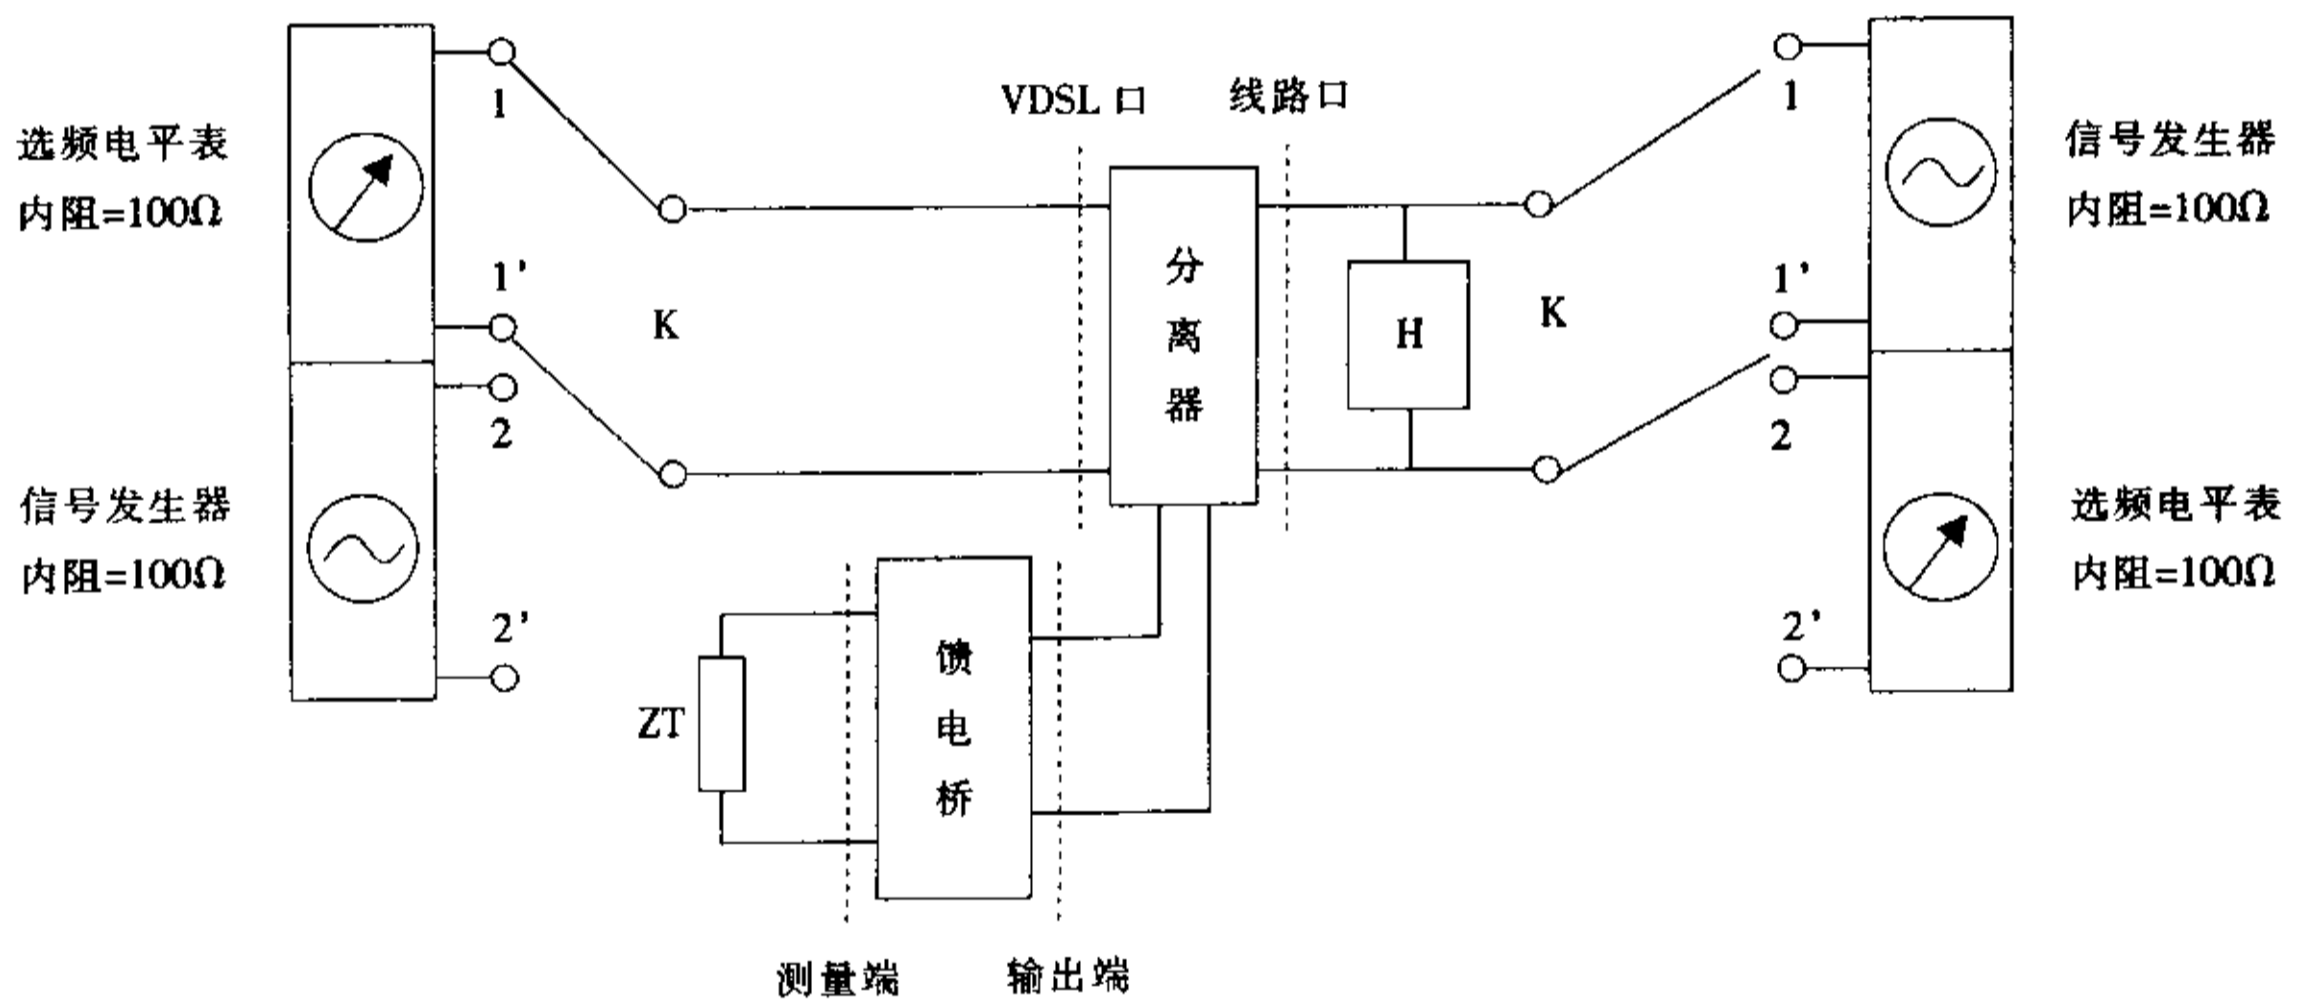 选频电平表
内阻=100Ω
信号发生器
内阻=100Ω
1
1'
2
2'
K
VDSL 口
线路口
分离器
H
K
ZT
馈电桥
测量端
输出端
1
1'
2
2'
信号发生器
内阻=100Ω
选频电平表
内阻=100Ω